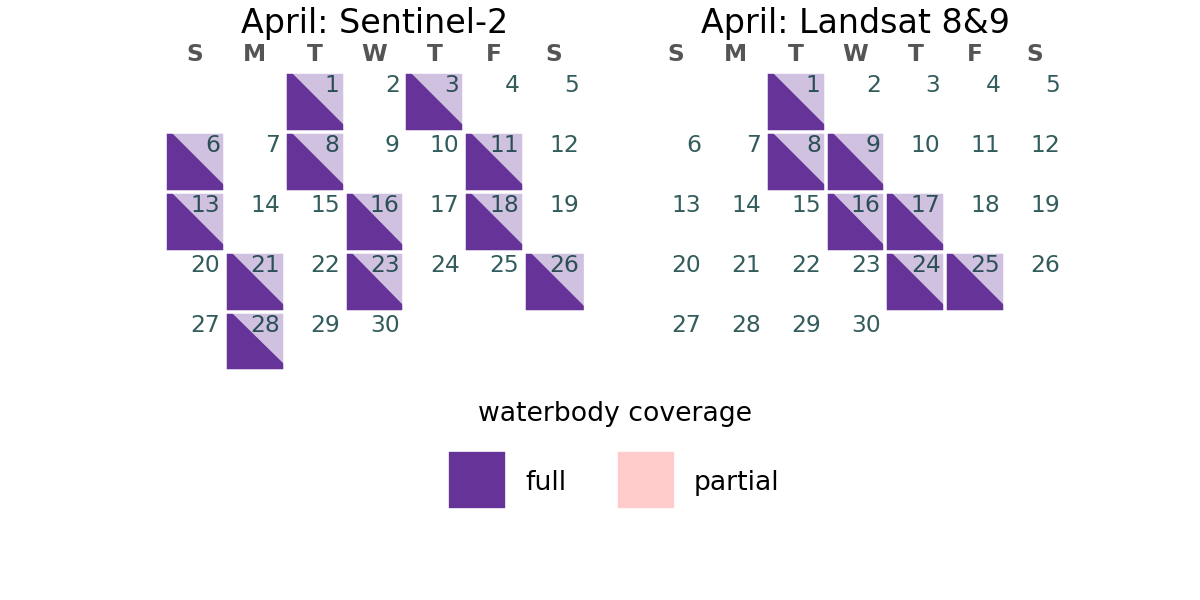 April: Sentinel-2
S M T W T F S
1 2 3 4 5
6 7 8 9 10 11 12
13 14 15 16 17 18 19
20 21 22 23 24 25 26
27 28 29 30
April: Landsat 8&9
S M T W T F S
1 2 3 4 5
6 7 8 9 10 11 12
13 14 15 16 17 18 19
20 21 22 23 24 25 26
27 28 29 30
waterbody coverage
full partial